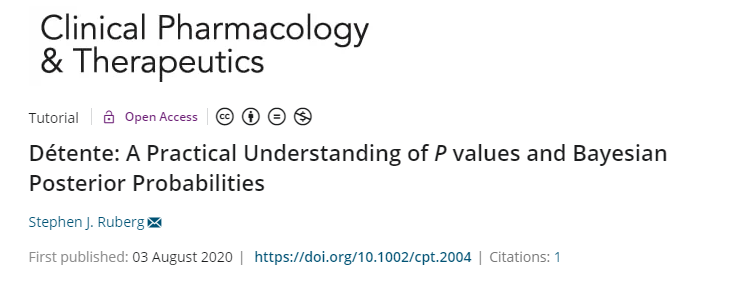 Clinical Pharmacology
& Therapeutics
Tutorial | Open Access |
Détente: A Practical Understanding of P values and Bayesian
Posterior Probabilities
Stephen J. Ruberg
First published: 03 August 2020 | https://doi.org/10.1002/cpt.2004 | Citations: 1